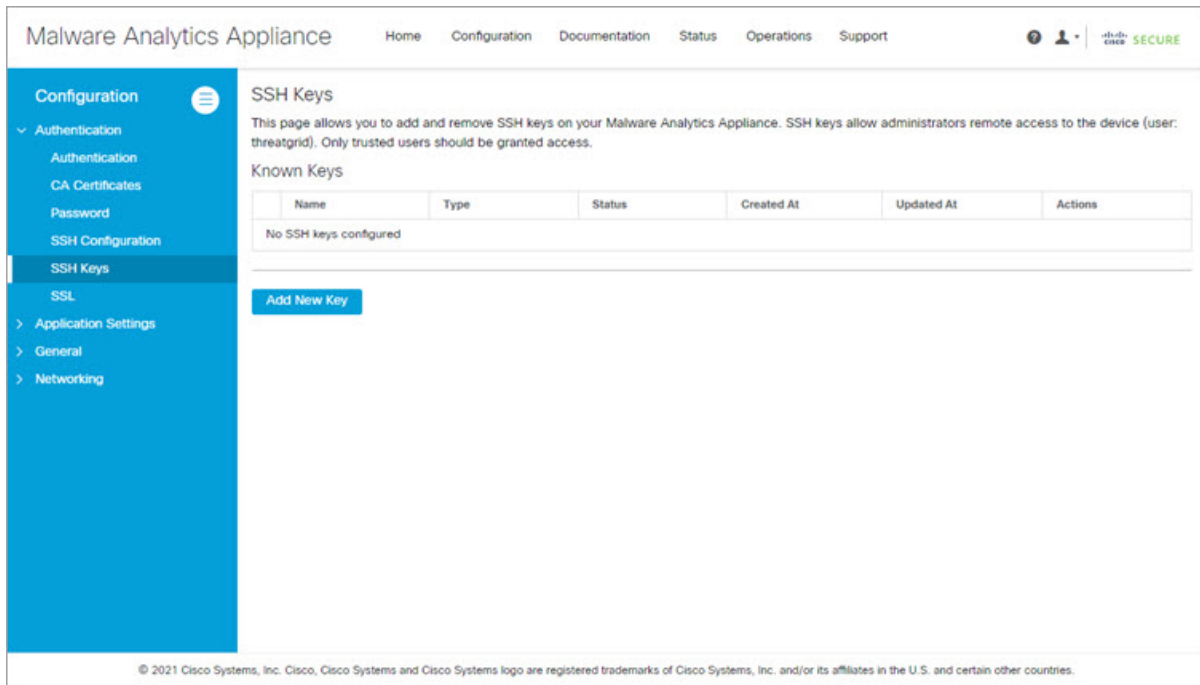 Malware Analytics Appliance
Home Configuration Documentation Status Operations Support
cisco SECURE
Configuration
Authentication
Authentication
CA Certificates
Password
SSH Configuration
SSH Keys
SSL
Application Settings
General
Networking
SSH Keys
This page allows you to add and remove SSH keys on your Malware Analytics Appliance. SSH keys allow administrators remote access to the device (user:
threatgrid). Only trusted users should be granted access.
Known Keys
Name Type Status Created At Updated At Actions
No SSH keys configured
Add New Key
© 2021 Cisco Systems, Inc. Cisco, Cisco Systems and Cisco Systems logo are registered trademarks of Cisco Systems, Inc. and/or its affiliates in the U.S. and certain other countries.